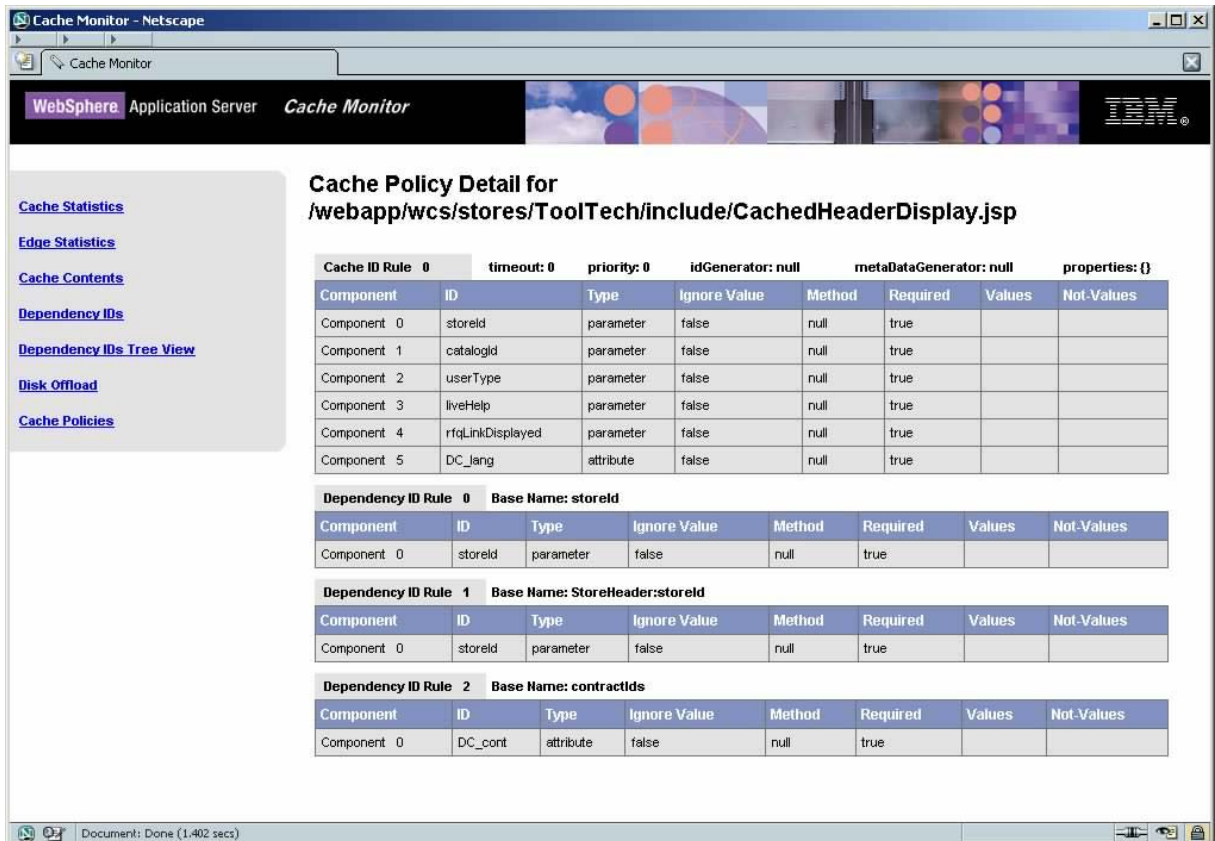 Cache Monitor - Netscape
Cache Monitor
WebSphere Application Server Cache Monitor
IBM®
Cache Statistics
Edge Statistics
Cache Contents
Dependency IDs
Dependency IDs Tree View
Disk Offload
Cache Policies
Cache Policy Detail for
/webapp/wcs/stores/ToolTech/include/CachedHeaderDisplay.jsp
Cache ID Rule 0 timeout: 0 priority: 0 idGenerator: null metaDataGenerator: null properties: {}
Component ID Type Ignore Value Method Required Values Not-Values
Component 0 storeId parameter false null true
Component 1 catalogId parameter false null true
Component 2 userType parameter false null true
Component 3 liveHelp parameter false null true
Component 4 rfqLinkDisplayed parameter false null true
Component 5 DC_lang attribute false null true
Dependency ID Rule 0 Base Name: storeId
Component ID Type Ignore Value Method Required Values Not-Values
Component 0 storeId parameter false null true
Dependency ID Rule 1 Base Name: StoreHeader:storeId
Component ID Type Ignore Value Method Required Values Not-Values
Component 0 storeId parameter false null true
Dependency ID Rule 2 Base Name: contractIds
Component ID Type Ignore Value Method Required Values Not-Values
Component 0 DC_cont attribute false null true
Document: Done (1.402 secs)